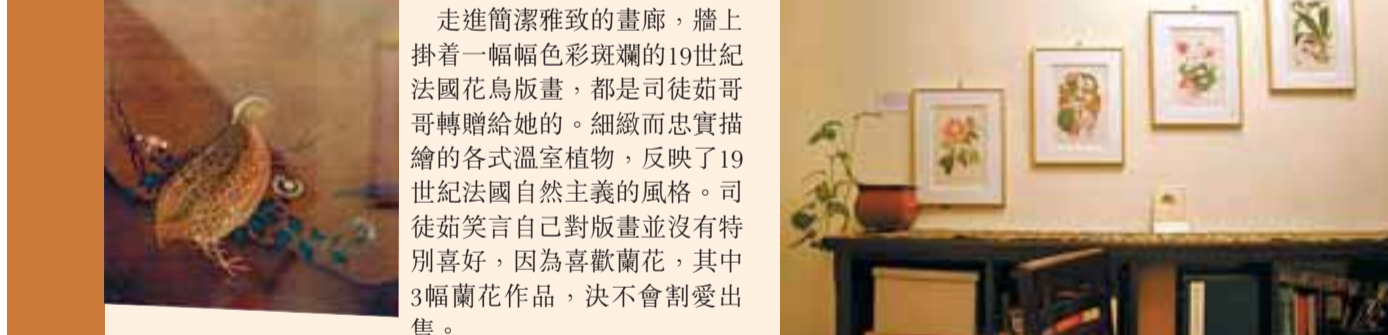 走進簡潔雅致的畫廊，牆上
掛着一幅幅色彩斑斕的19世紀
法國花鳥版畫，都是司徒茹哥
哥轉贈給她的。細緻而忠實描
繪的各式溫室植物，反映了19
世紀法國自然主義的風格。司
徒茹笑言自己對版畫並沒有特
別喜好，因為喜歡蘭花，其中
3幅蘭花作品，決不會割愛出
售。